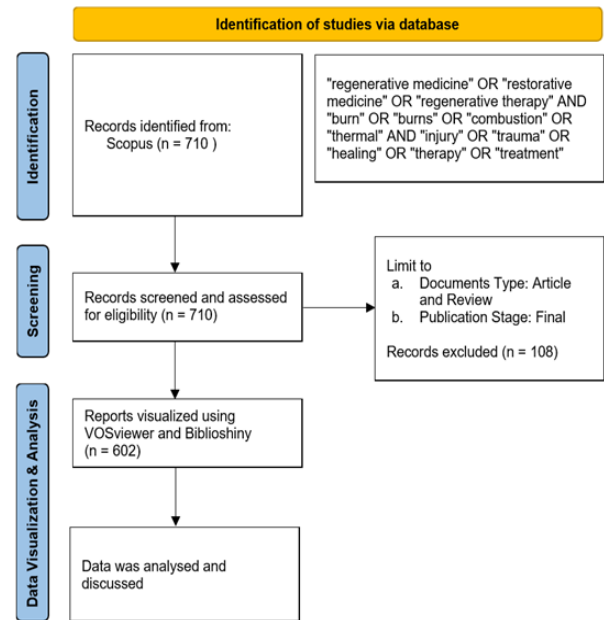 Identification of studies via database
Identification
Records identified from:
Scopus (n = 710 )
"regenerative medicine" OR "restorative
medicine" OR "regenerative therapy" AND
"burn" OR "burns" OR "combustion" OR
"thermal" AND "injury" OR "trauma" OR
"healing" OR "therapy" OR "treatment"
Screening
Records screened and assessed
for eligibility (n = 710)
Limit to
a. Documents Type: Article
and Review
b. Publication Stage: Final
Records excluded (n = 108)
Data Visualization & Analysis
Reports visualized using
VOSviewer and Biblioshiny
(n = 602)
Data was analysed and
discussed